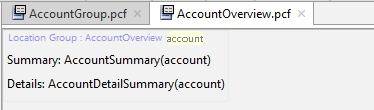 AccountGroup.pcf AccountOverview.pcf
Location Group : AccountOverview account
Summary: AccountSummary(account)
Details: AccountDetailSummary(account)